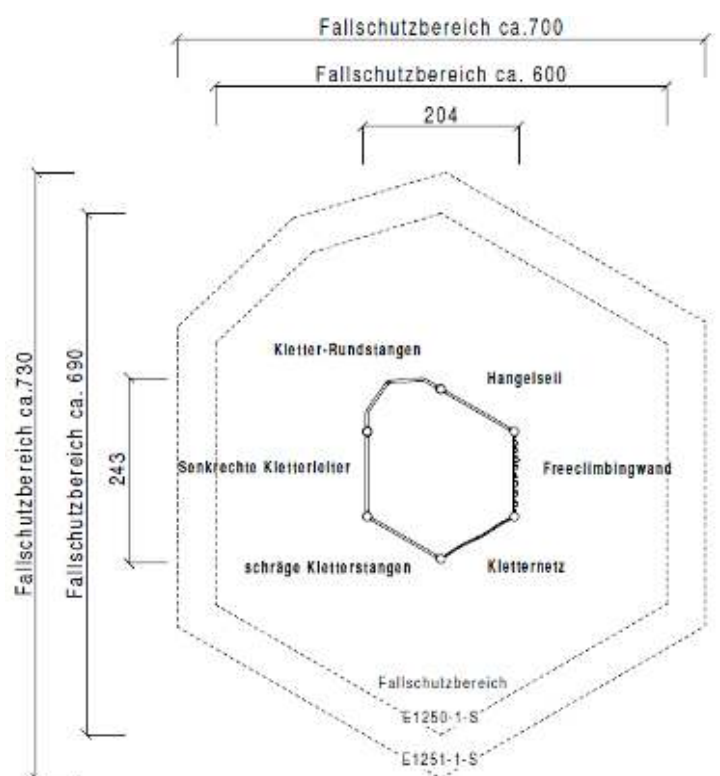 Fallschutzbereich ca.700
Fallschutzbereich ca. 600
204
Fallschutzbereich ca.730
Fallschutzbereich ca. 690
243
Kletter-Rundstangen
Hangelseil
Senkrechte Kletterleiter
Freeclimbingwand
schräge Kletterstangen
Kletternetz
Fallschutzbereich
E1250-1-S
E1251-1-S